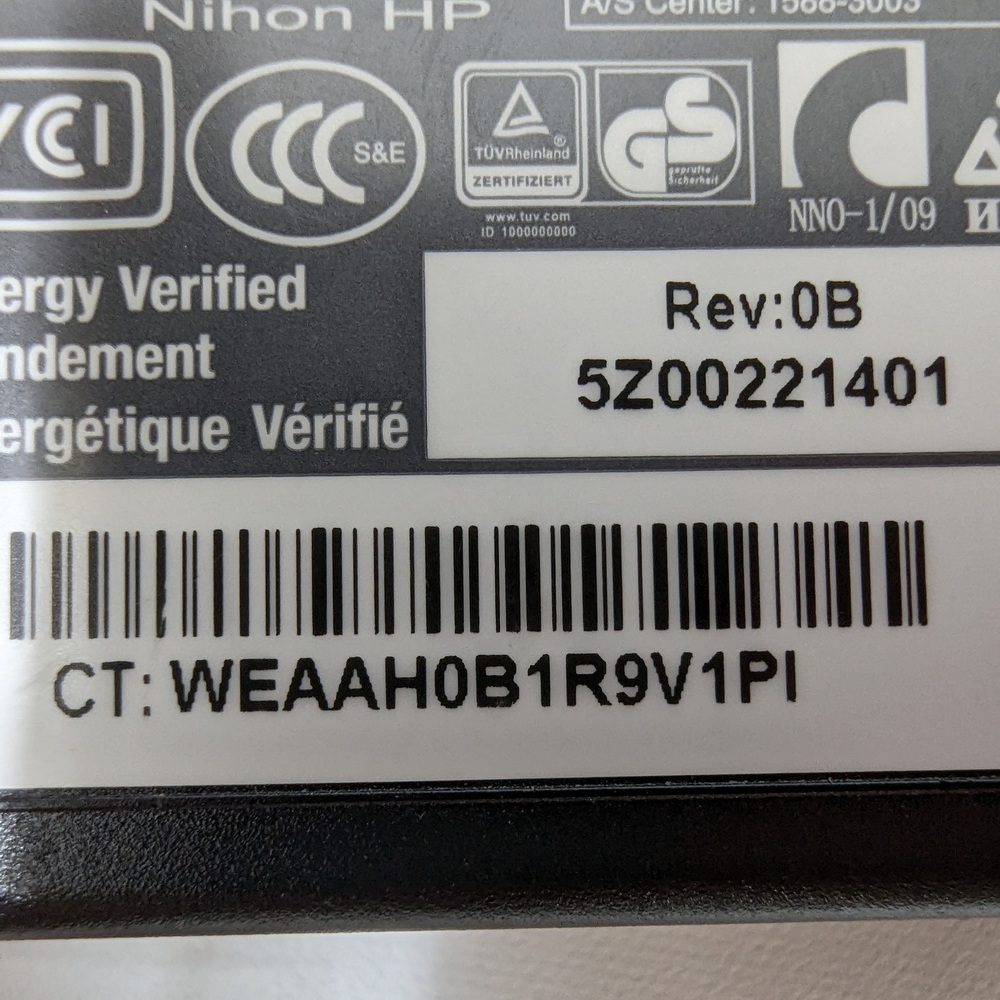 Nihon HP
A/S Center: 1588-3003
VCCI
S&E
TÜVRheinland®
ZERTIFIZIERT
GS
geprüfte
Sicherheit
www.tuv.com
ID 1000000000
NNO-1/09
ergy Verified
ndement
ergétique Vérifié
Rev:0B
5Z00221401
CT: WEAAH0B1R9V1PI